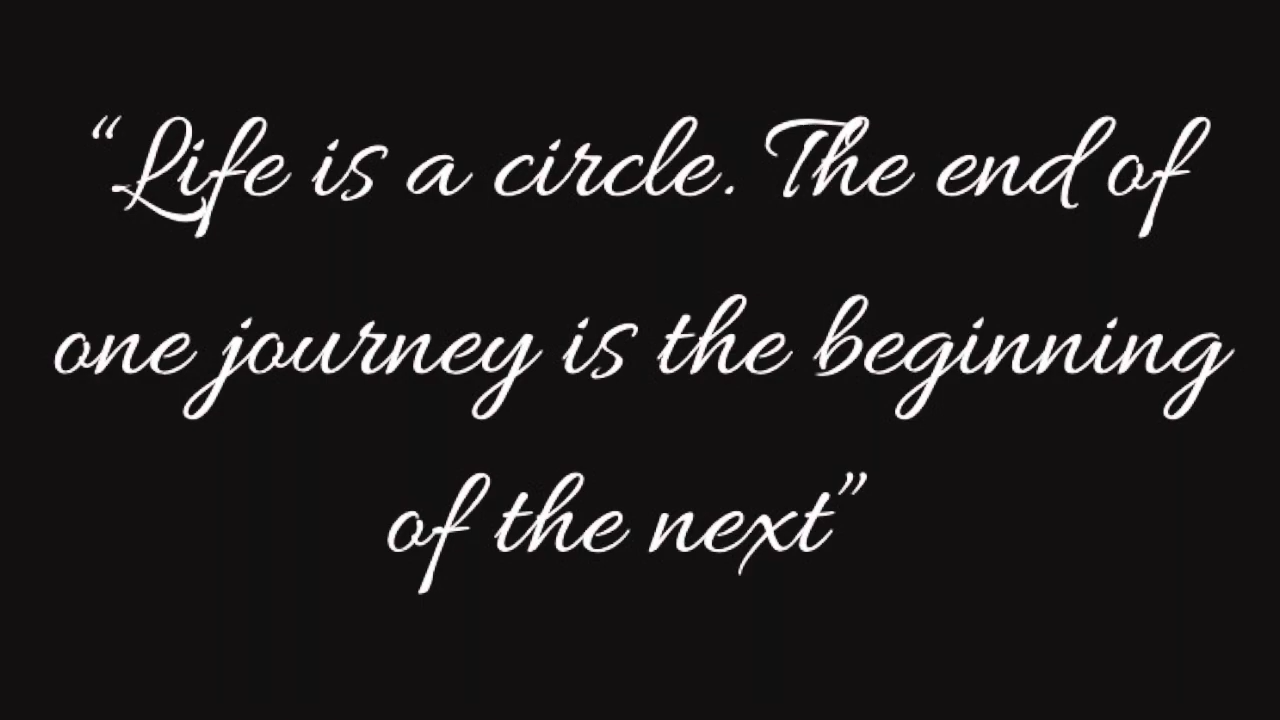 “Life is a circle. The end of
one journey is the beginning
of the next”